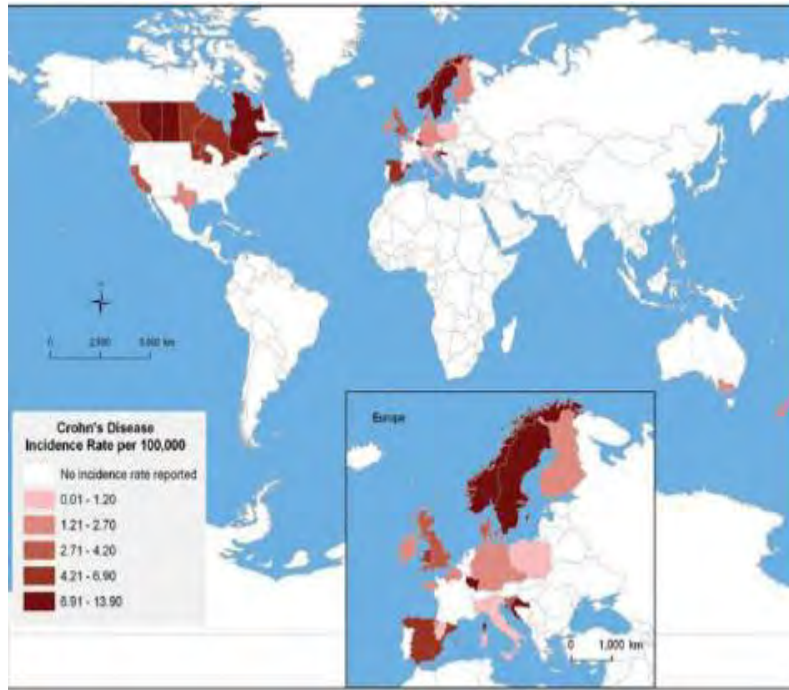 0 2,500 5,000 km
Crohn's Disease
Incidence Rate per 100,000
No incidence rate reported
0.01 - 1.20
1.21 - 2.70
2.71 - 4.20
4.21 - 6.90
6.91 - 13.90
Europe
0 1,000 km